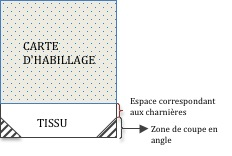 CARTE
D'HABILLAGE
Espace correspondant
aux charnières
TISSU
Zone de coupe en
angle